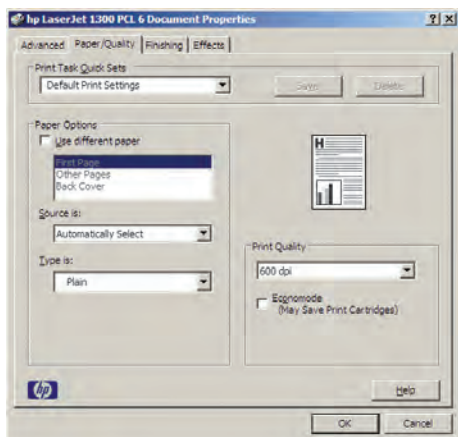 hp LaserJet 1300 PCL 6 Document Properties
Advanced Paper/Quality Finishing Effects
Print Task Quick Sets
Default Print Settings Save Delete
Paper Options
Use different paper
First Page
Other Pages
Back Cover
H
Source is:
Automatically Select
Print Quality
Type is:
600 dpi
Plain
Economode
(May Save Print Cartridges)
hp
Help
OK Cancel